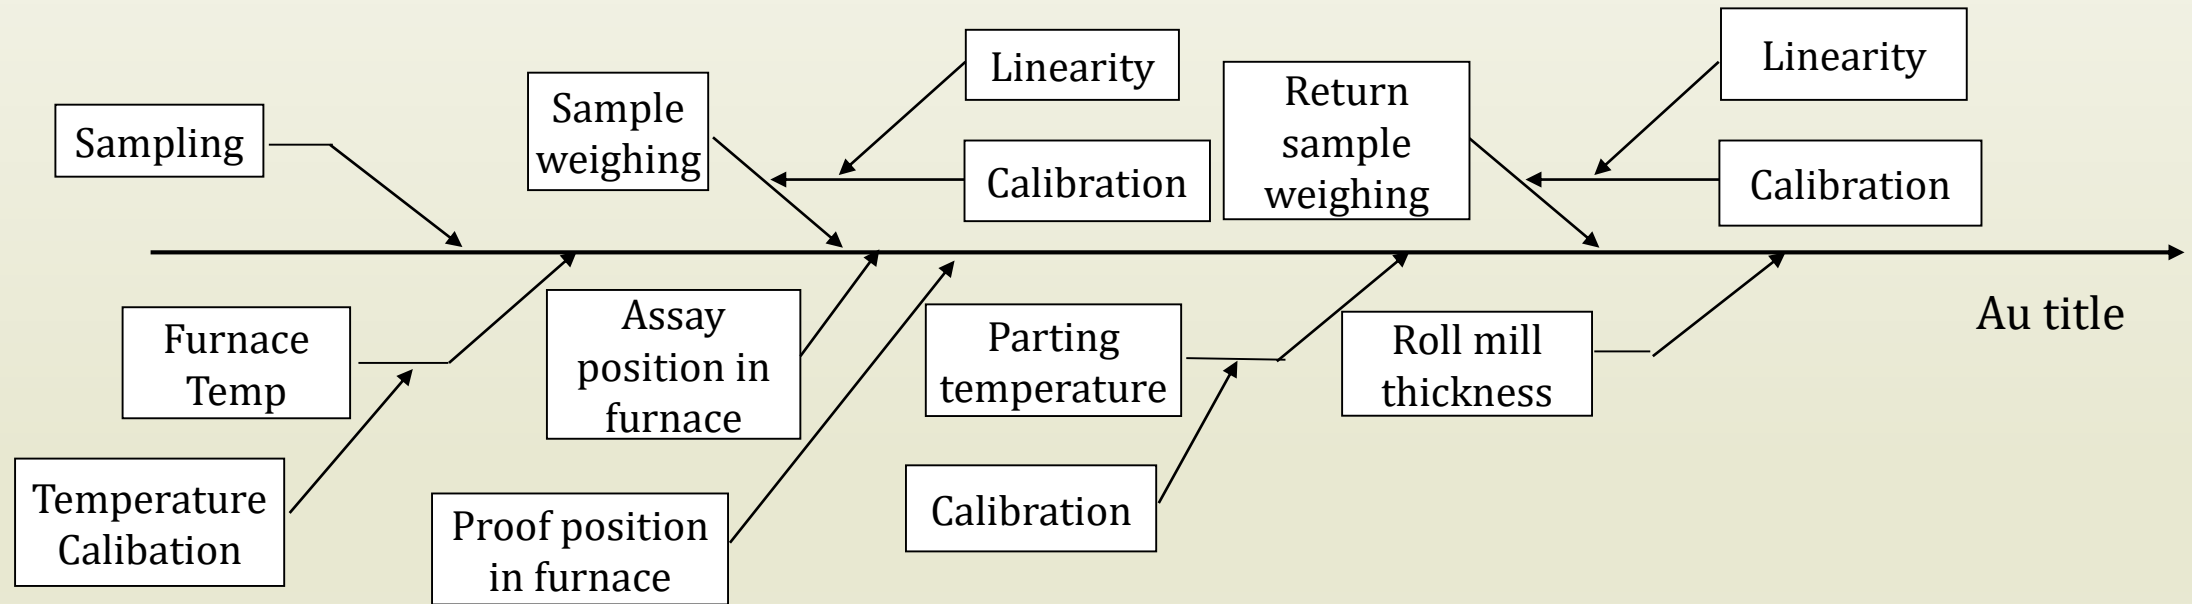 Sampling
Sample
weighing
Linearity
Calibration
Return
sample
weighing
Linearity
Calibration
Furnace
Temp
Temperature
Calibation
Assay
position in
furnace
Proof position
in furnace
Parting
temperature
Calibration
Roll mill
thickness
Au title